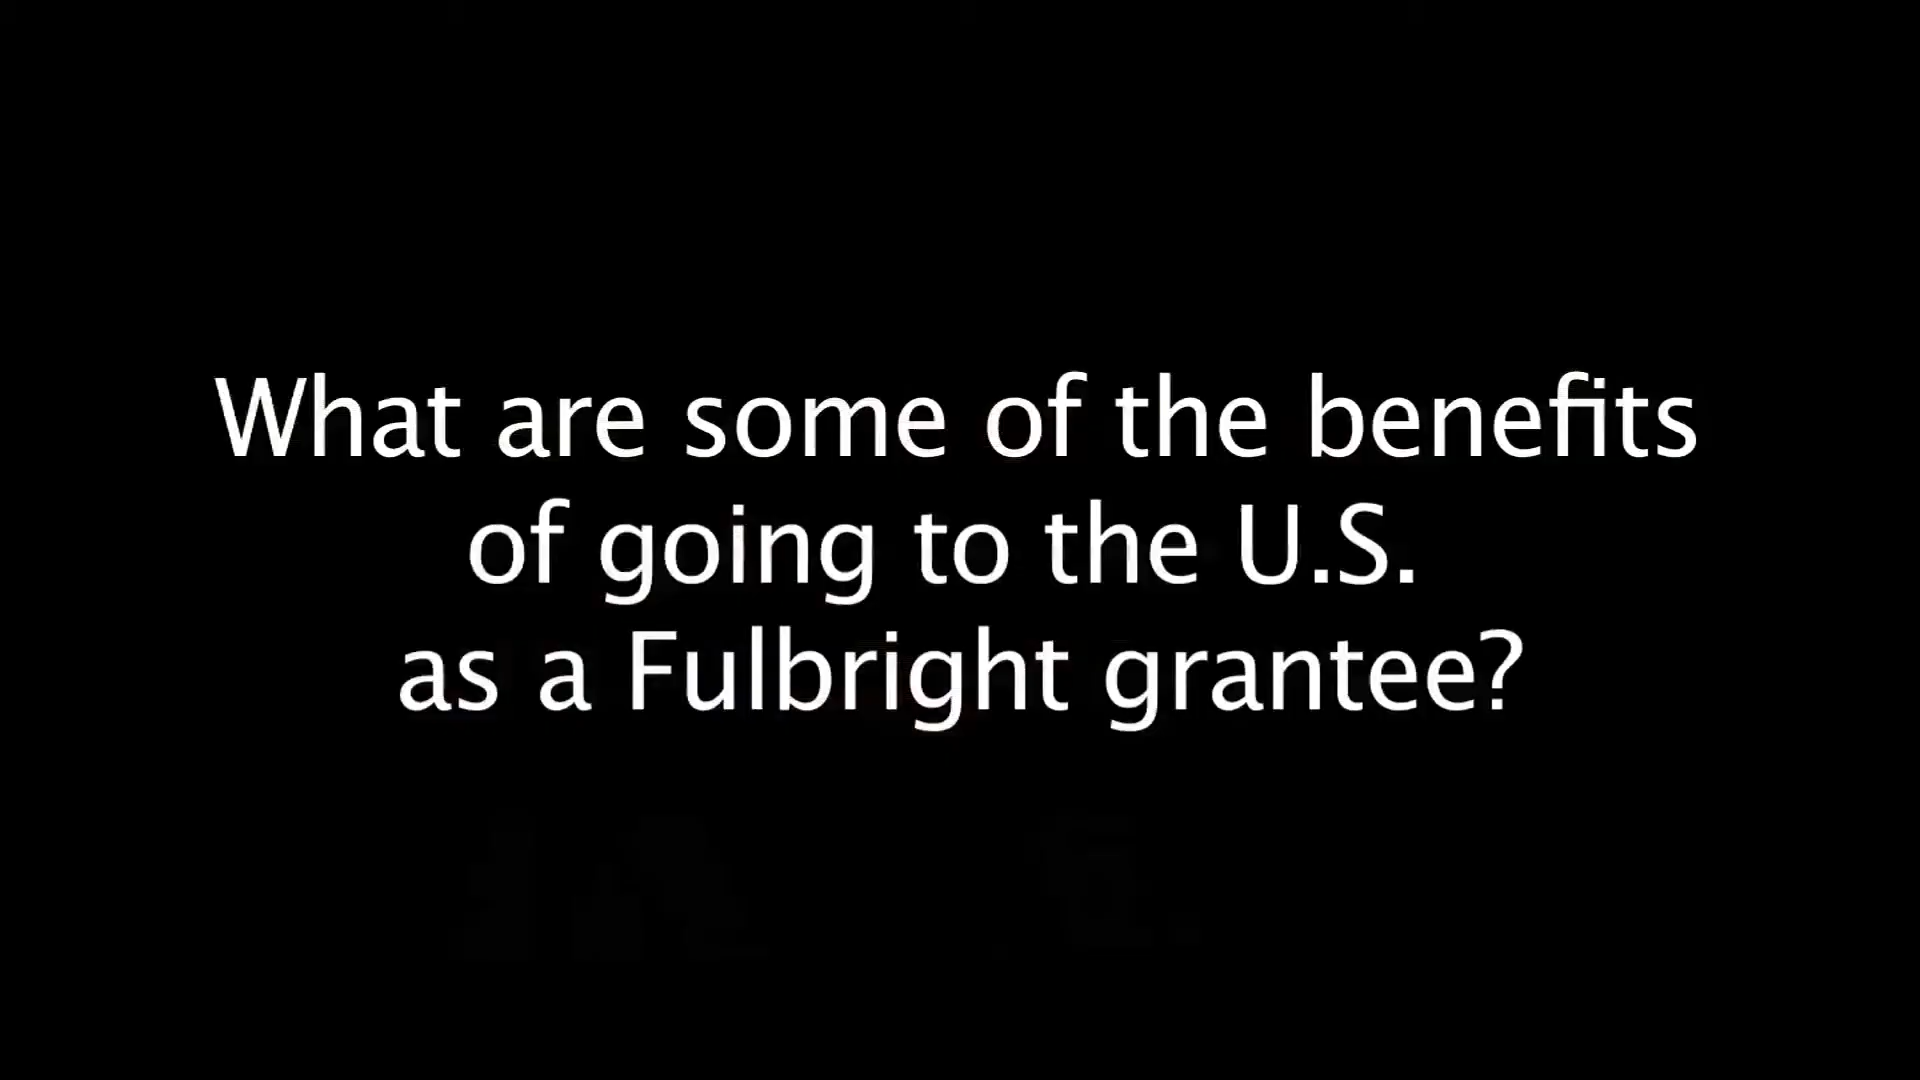 What are some of the benefits
of going to the U.S.
as a Fulbright grantee?